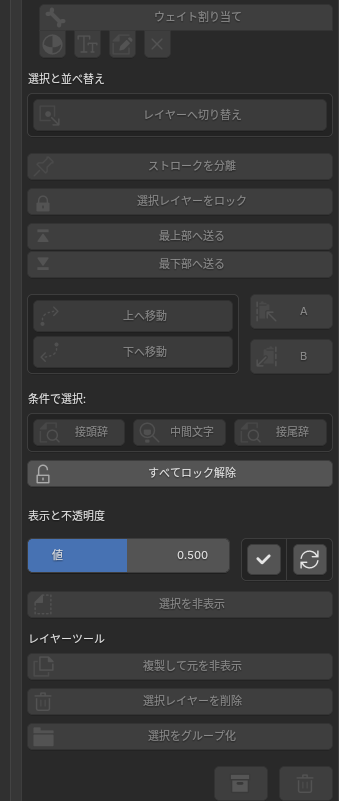 ウェイト割り当て
選択と並べ替え
レイヤーへ切り替え
ストロークを分離
選択レイヤーをロック
最上部へ送る
最下部へ送る
上へ移動
A
下へ移動
B
条件で選択:
接頭辞 中間文字 接尾辞
すべてロック解除
表示と不透明度
値 0.500
選択を非表示
レイヤーツール
複製して元を非表示
選択レイヤーを削除
選択をグループ化